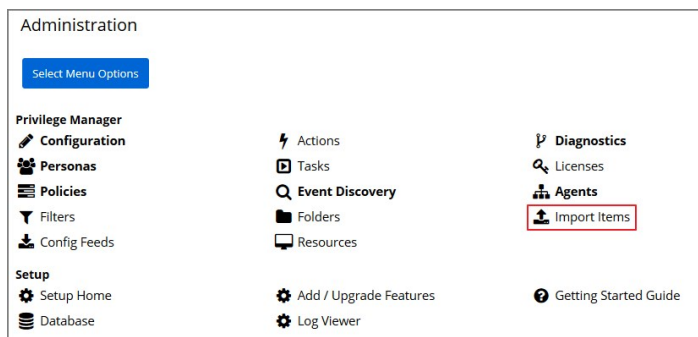 Administration
Select Menu Options
Privilege Manager
Configuration
Actions
Diagnostics
Personas
Tasks
Licenses
Policies
Event Discovery
Agents
Filters
Folders
Import Items
Config Feeds
Resources
Setup
Setup Home
Add / Upgrade Features
Getting Started Guide
Database
Log Viewer